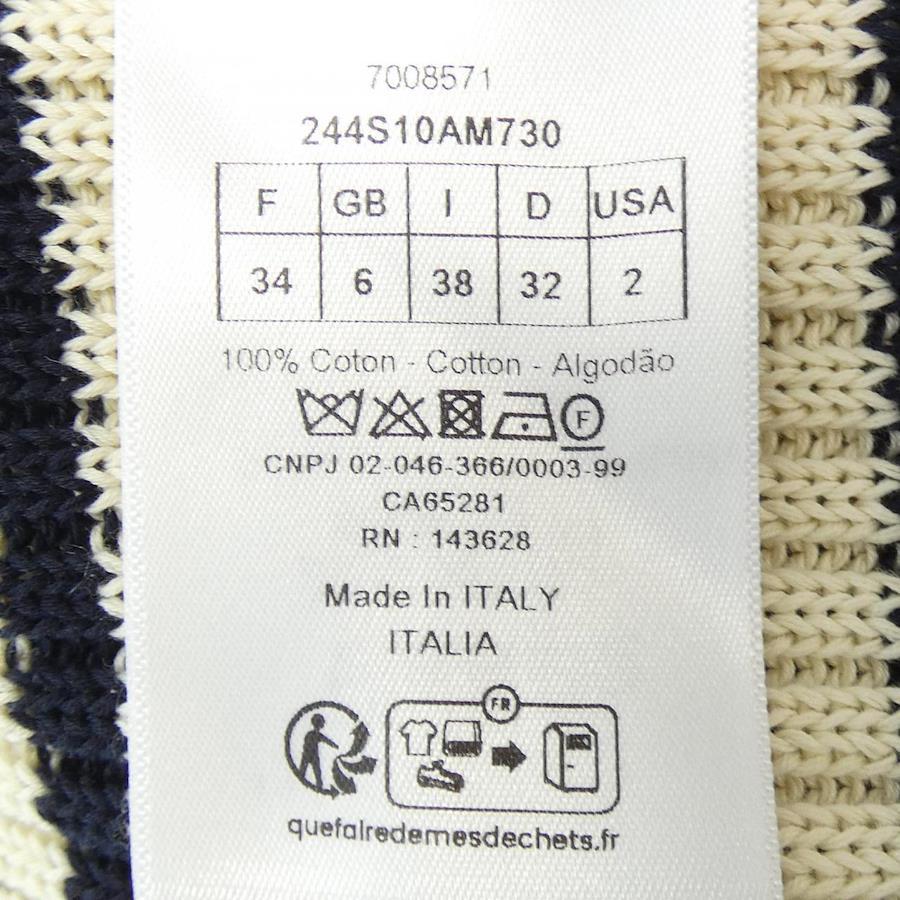 7008571
244S10AM730
F GB I D USA
34 6 38 32 2
100% Coton - Cotton - Algodão
F
CNPJ 02-046-366/0003-99
CA65281
RN : 143628
Made In ITALY
ITALIA
FR
quefairedemesdechets.fr